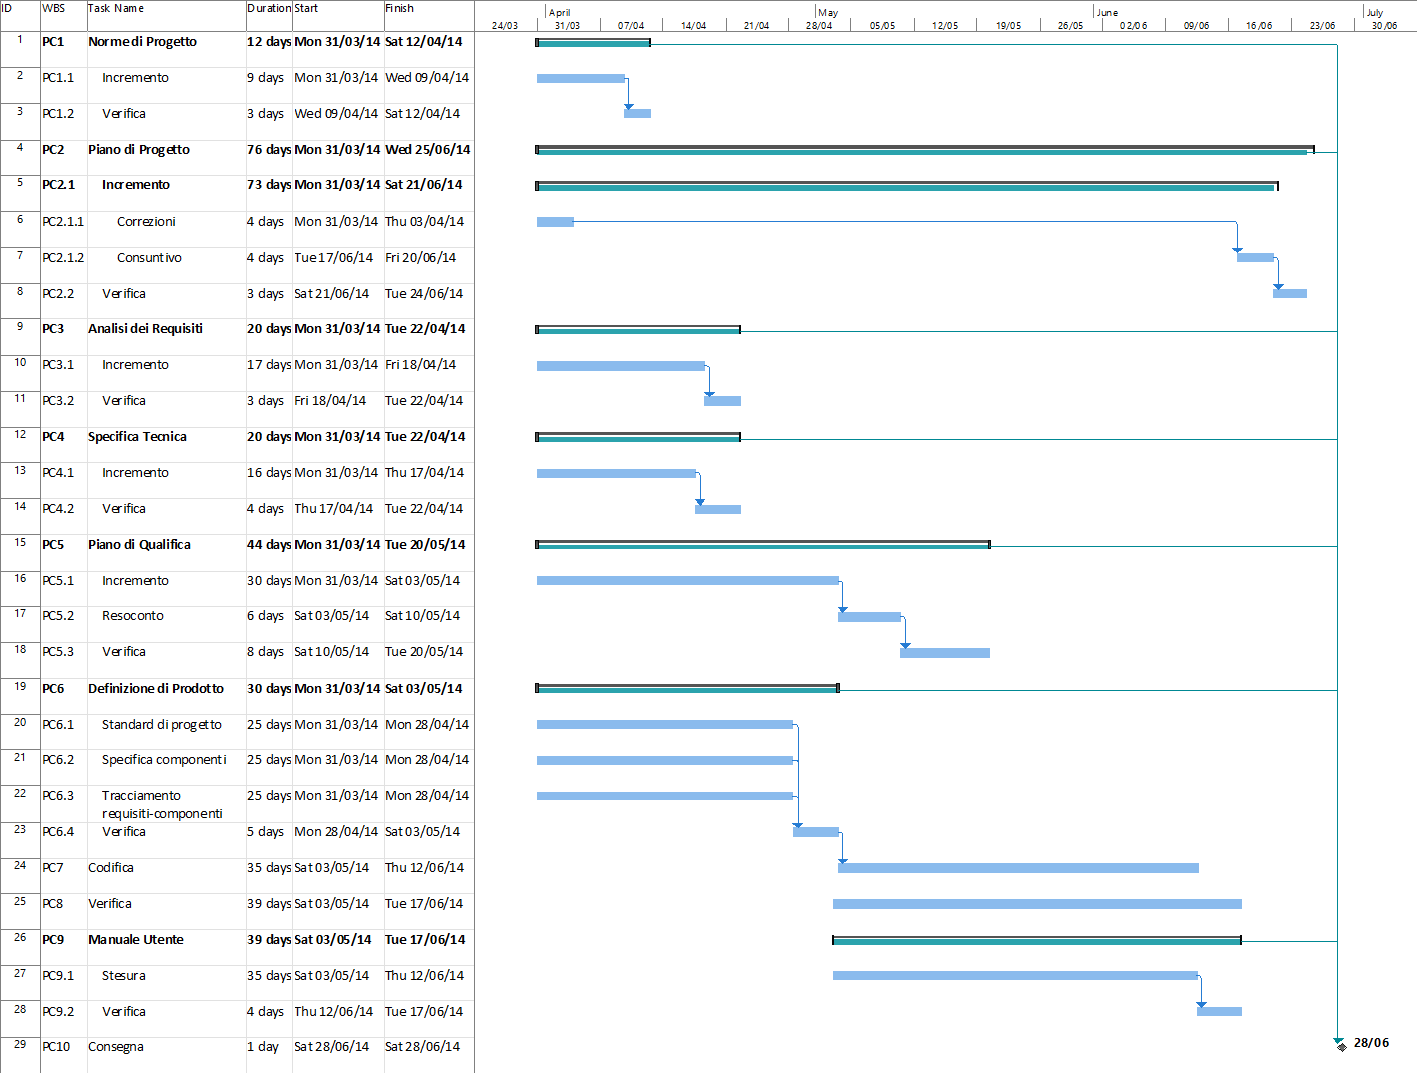 ID WBS Task Name Duration Start Finish
April May June July
24/03 31/03 07/04 14/04 21/04 28/04 05/05 12/05 19/05 26/05 02/06 09/06 16/06 23/06 30/06
1 PC1 Norme di Progetto 12 days Mon 31/03/14 Sat 12/04/14
2 PC1.1 Incremento 9 days Mon 31/03/14 Wed 09/04/14
3 PC1.2 Verifica 3 days Wed 09/04/14 Sat 12/04/14
4 PC2 Piano di Progetto 76 days Mon 31/03/14 Wed 25/06/14
5 PC2.1 Incremento 73 days Mon 31/03/14 Sat 21/06/14
6 PC2.1.1 Correzioni 4 days Mon 31/03/14 Thu 03/04/14
7 PC2.1.2 Consuntivo 4 days Tue 17/06/14 Fri 20/06/14
8 PC2.2 Verifica 3 days Sat 21/06/14 Tue 24/06/14
9 PC3 Analisi dei Requisiti 20 days Mon 31/03/14 Tue 22/04/14
10 PC3.1 Incremento 17 days Mon 31/03/14 Fri 18/04/14
11 PC3.2 Verifica 3 days Fri 18/04/14 Tue 22/04/14
12 PC4 Specifica Tecnica 20 days Mon 31/03/14 Tue 22/04/14
13 PC4.1 Incremento 16 days Mon 31/03/14 Thu 17/04/14
14 PC4.2 Verifica 4 days Thu 17/04/14 Tue 22/04/14
15 PC5 Piano di Qualifica 44 days Mon 31/03/14 Tue 20/05/14
16 PC5.1 Incremento 30 days Mon 31/03/14 Sat 03/05/14
17 PC5.2 Resoconto 6 days Sat 03/05/14 Sat 10/05/14
18 PC5.3 Verifica 8 days Sat 10/05/14 Tue 20/05/14
19 PC6 Definizione di Prodotto 30 days Mon 31/03/14 Sat 03/05/14
20 PC6.1 Standard di progetto 25 days Mon 31/03/14 Mon 28/04/14
21 PC6.2 Specifica componenti 25 days Mon 31/03/14 Mon 28/04/14
22 PC6.3 Tracciamento 25 days Mon 31/03/14 Mon 28/04/14
requisiti-componenti
23 PC6.4 Verifica 5 days Mon 28/04/14 Sat 03/05/14
24 PC7 Codifica 35 days Sat 03/05/14 Thu 12/06/14
25 PC8 Verifica 39 days Sat 03/05/14 Tue 17/06/14
26 PC9 Manuale Utente 39 days Sat 03/05/14 Tue 17/06/14
27 PC9.1 Stesura 35 days Sat 03/05/14 Thu 12/06/14
28 PC9.2 Verifica 4 days Thu 12/06/14 Tue 17/06/14
29 PC10 Consegna 1 day Sat 28/06/14 Sat 28/06/14 28/06